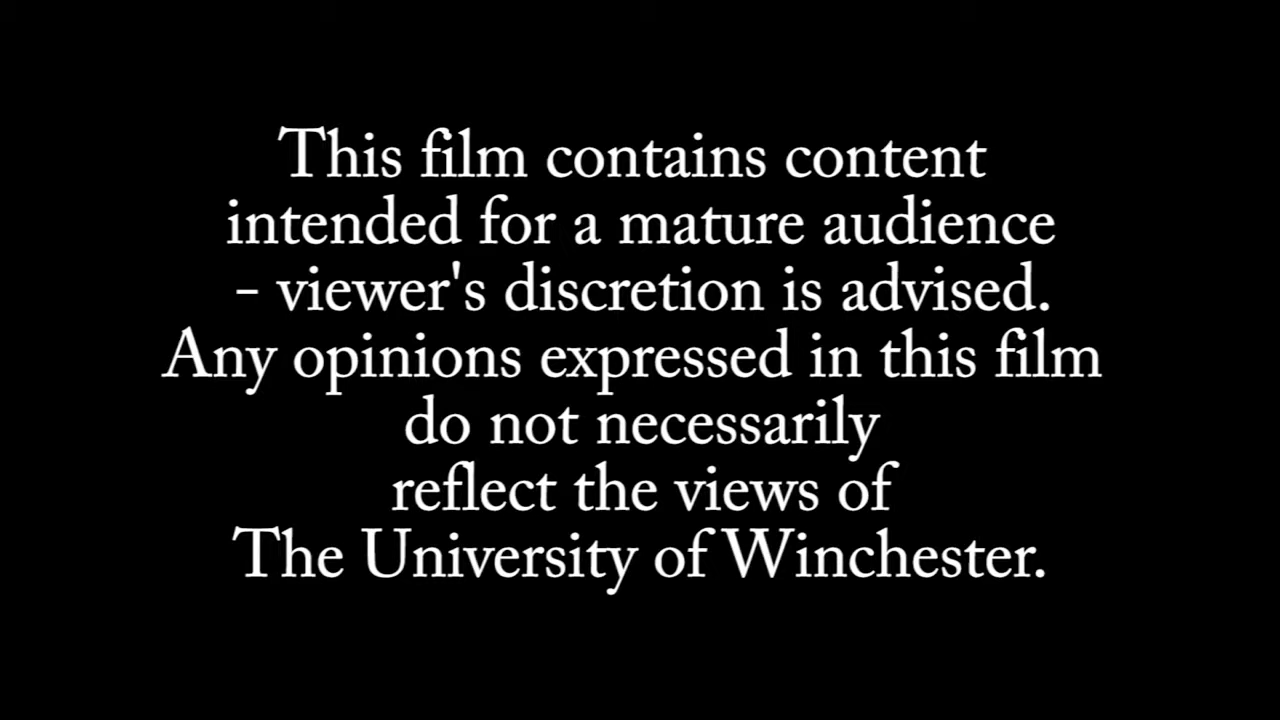 This film contains content
intended for a mature audience
- viewer's discretion is advised.
Any opinions expressed in this film
do not necessarily
reflect the views of
The University of Winchester.